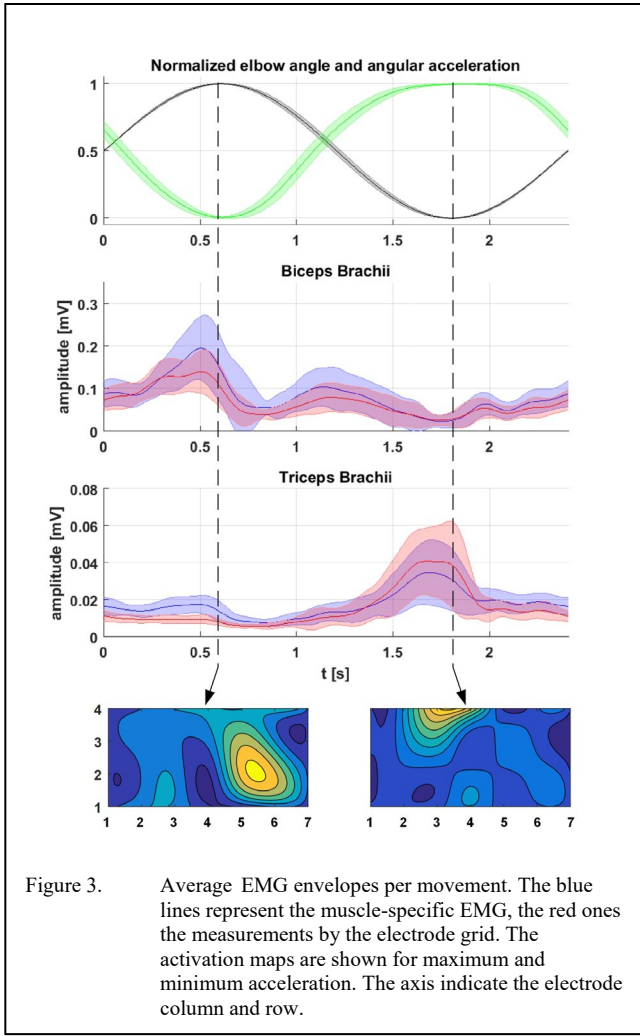 Normalized elbow angle and angular acceleration
1
0.5
0
0 0.5 1 1.5 2
Biceps Brachii
amplitude [mV]
0.3
0.2
0.1
0
0 0.5 1 1.5 2
Triceps Brachii
amplitude [mV]
0.08
0.06
0.04
0.02
0
0 0.5 1 1.5 2
t [s]
4
3
2
1
1 2 3 4 5 6 7
4
3
2
1
1 2 3 4 5 6 7
Figure 3. Average EMG envelopes per movement. The blue
lines represent the muscle-specific EMG, the red ones
the measurements by the electrode grid. The
activation maps are shown for maximum and
minimum acceleration. The axis indicate the electrode
column and row.